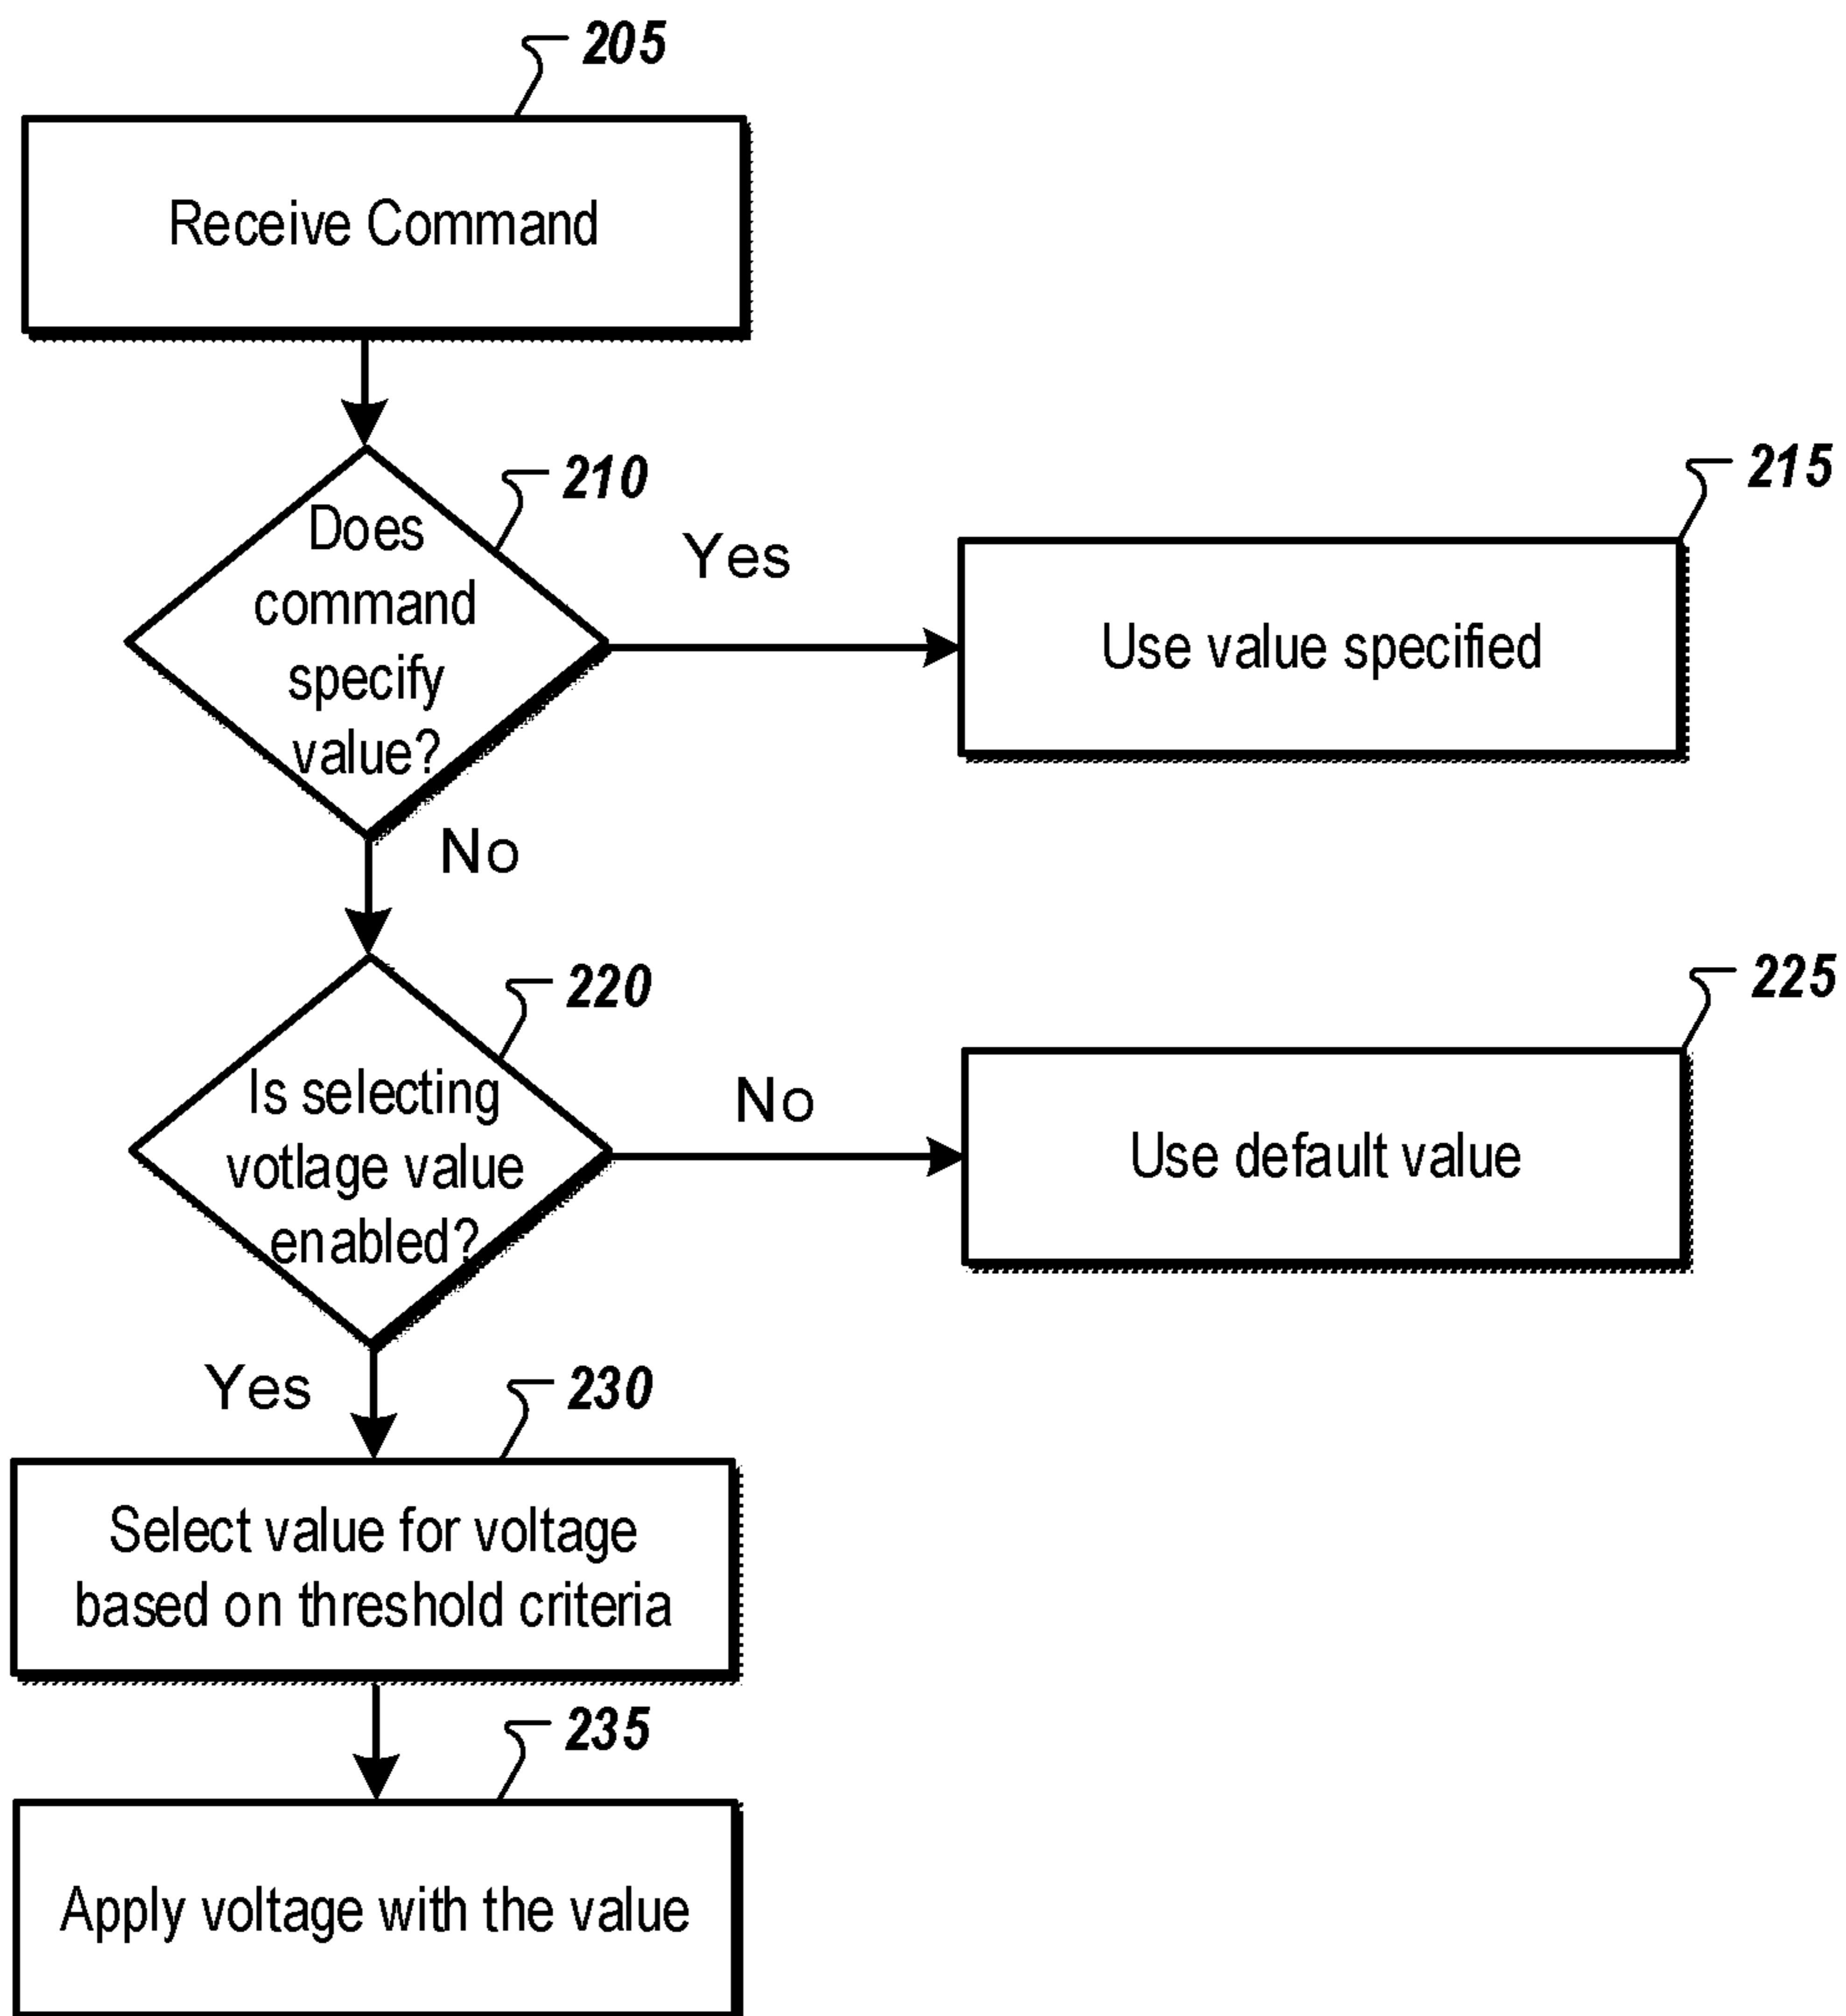 205
Receive Command
210
Does
command
specify
value?
Yes
215
Use value specified
No
220
Is selecting
votlage value
enabled?
No
225
Use default value
Yes
230
Select value for voltage
based on threshold criteria
235
Apply voltage with the value